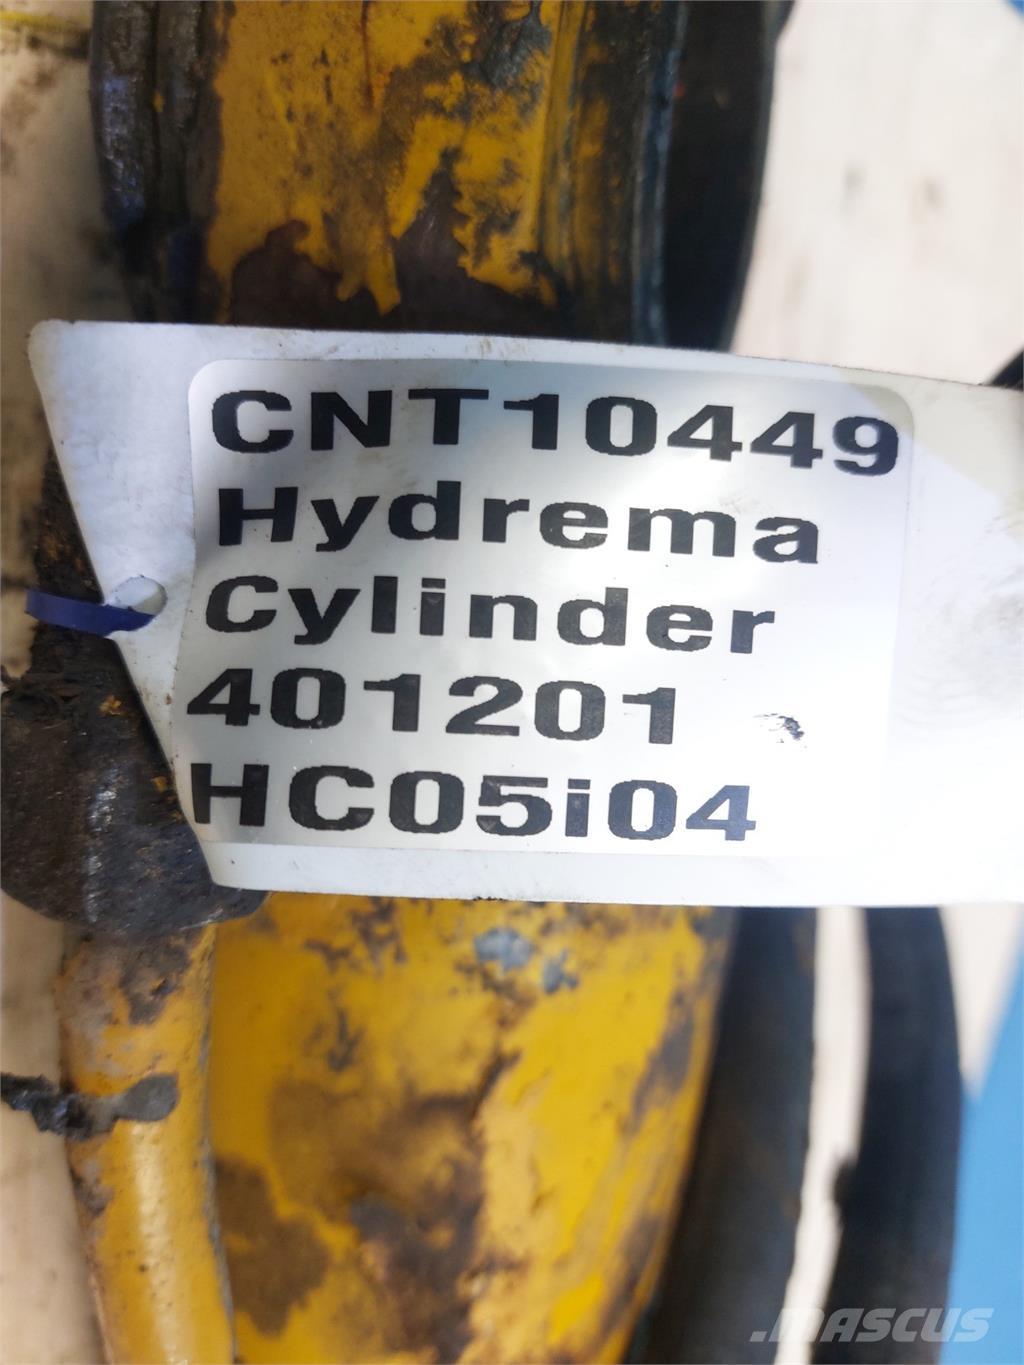 CNT10449
Hydrema
Cylinder
401201
HC05i04
.MASCUS